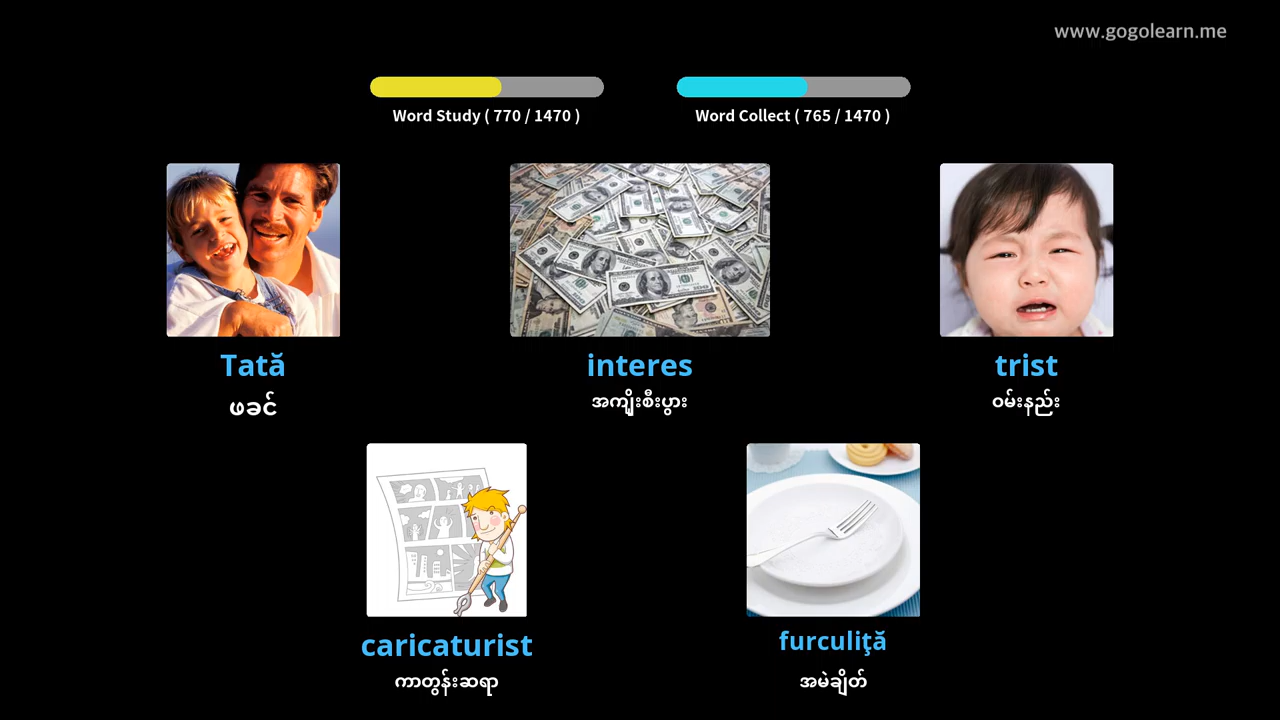 www.gogolearn.me
Word Study ( 770 / 1470 )
Word Collect ( 765 / 1470 )
Tată
ဖခင်
interes
အကျိုးစီးပွား
trist
ဝမ်းနည်း
caricaturist
ကာတွန်းဆရာ
furculiţă
အမဲချိတ်